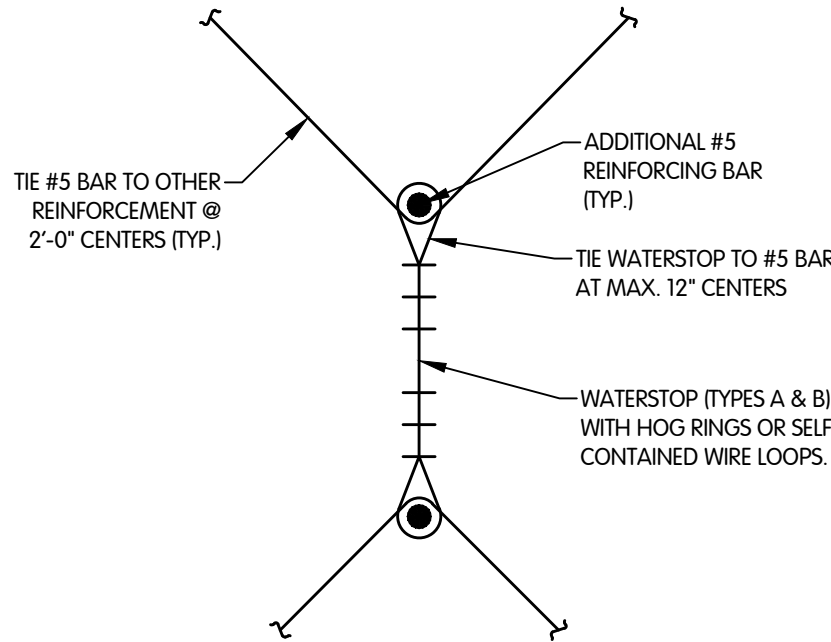 TIE #5 BAR TO OTHER
REINFORCEMENT @
2'-0" CENTERS (TYP.)
ADDITIONAL #5
REINFORCING BAR
(TYP.)
TIE WATERSTOP TO #5 BAR
AT MAX. 12" CENTERS
WATERSTOP (TYPES A & B)
WITH HOG RINGS OR SELF
CONTAINED WIRE LOOPS.